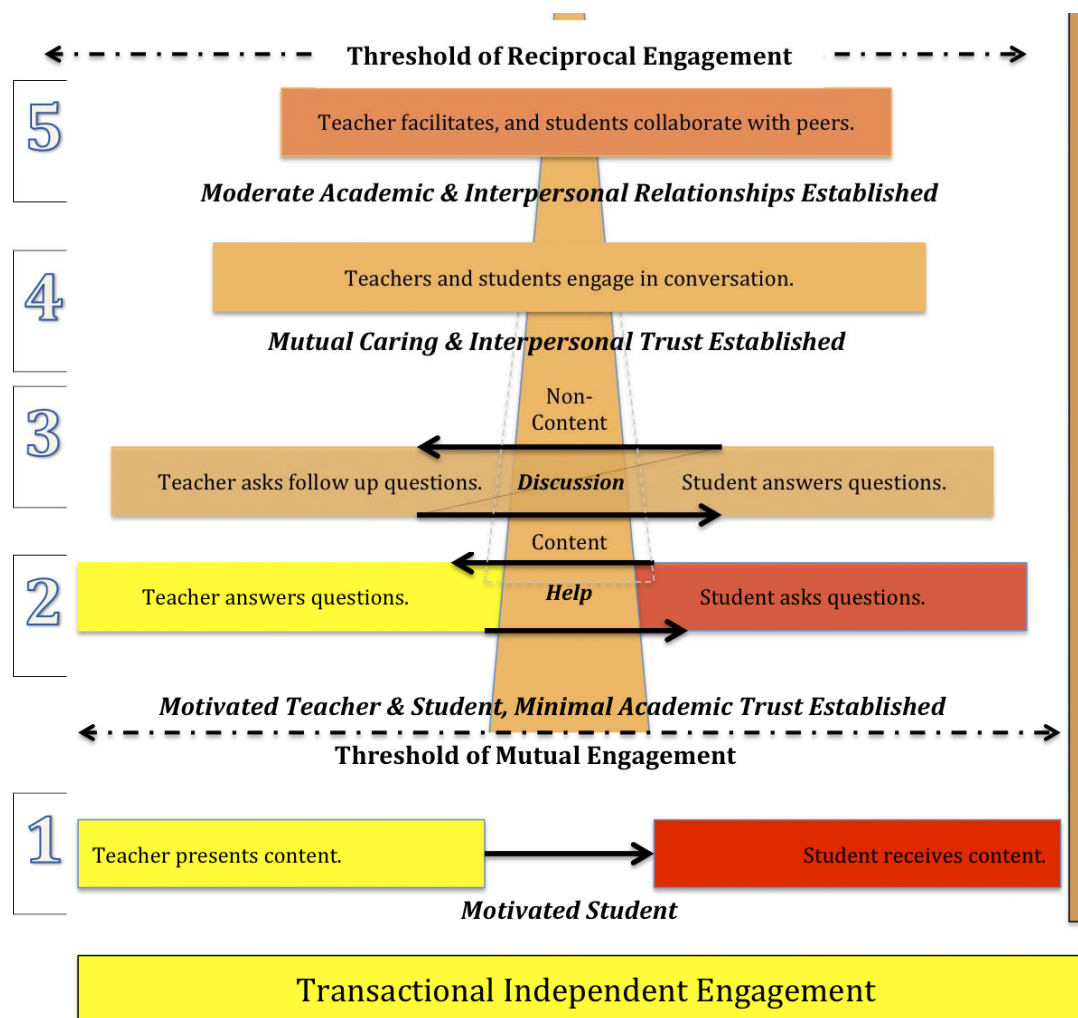 Threshold of Reciprocal Engagement
5
Teacher facilitates, and students collaborate with peers.
Moderate Academic & Interpersonal Relationships Established
4
Teachers and students engage in conversation.
Mutual Caring & Interpersonal Trust Established
3
Non-
Content
Teacher asks follow up questions.
Discussion
Student answers questions.
Content
2
Teacher answers questions.
Help
Student asks questions.
Motivated Teacher & Student, Minimal Academic Trust Established
Threshold of Mutual Engagement
1
Teacher presents content.
Student receives content.
Motivated Student
Transactional Independent Engagement